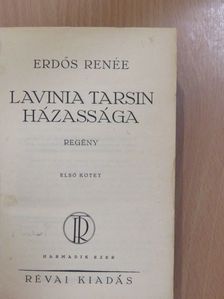 ERDŐS RENÉE
LAVINIA TARSIN
HÁZASSÁGA
REGÉNY
ELSŐ KÖTET
HARMADIK EZER
RÉVAI KIADÁS